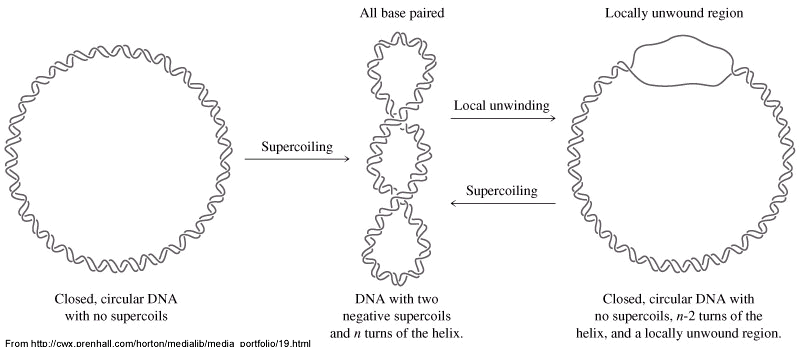 All base paired
Locally unwound region
Supercoiling
Local unwinding
Supercoiling
Closed, circular DNA
with no supercoils
DNA with two
negative supercoils
and n turns of the helix.
Closed, circular DNA with
no supercoils, n-2 turns of the
helix, and a locally unwound region.
From http://cwx.prenhall.com/horton/medialib/media_portfolio/19.html